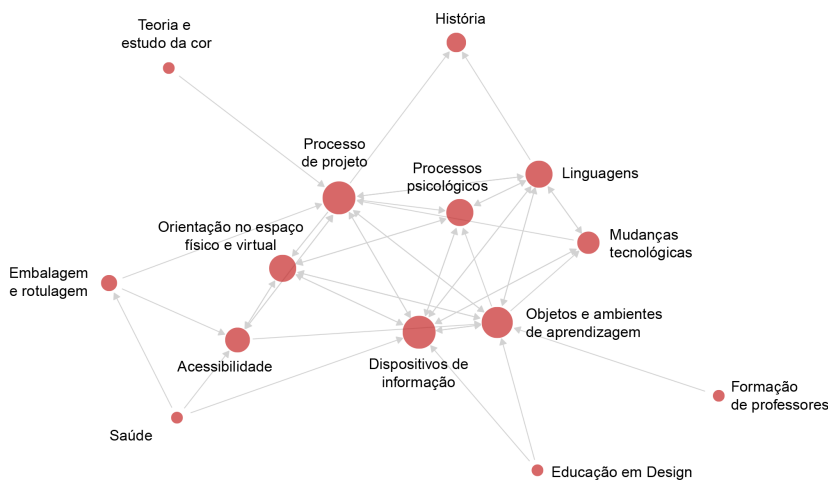 Teoria e
estudo da cor
História
Processo
de projeto
Processos
psicológicos
Linguagens
Orientação no espaço
físico e virtual
Mudanças
tecnológicas
Embalagem
e rotulagem
Objetos e ambientes
de aprendizagem
Acessibilidade
Dispositivos de
informação
Formação
de professores
Saúde
Educação em Design